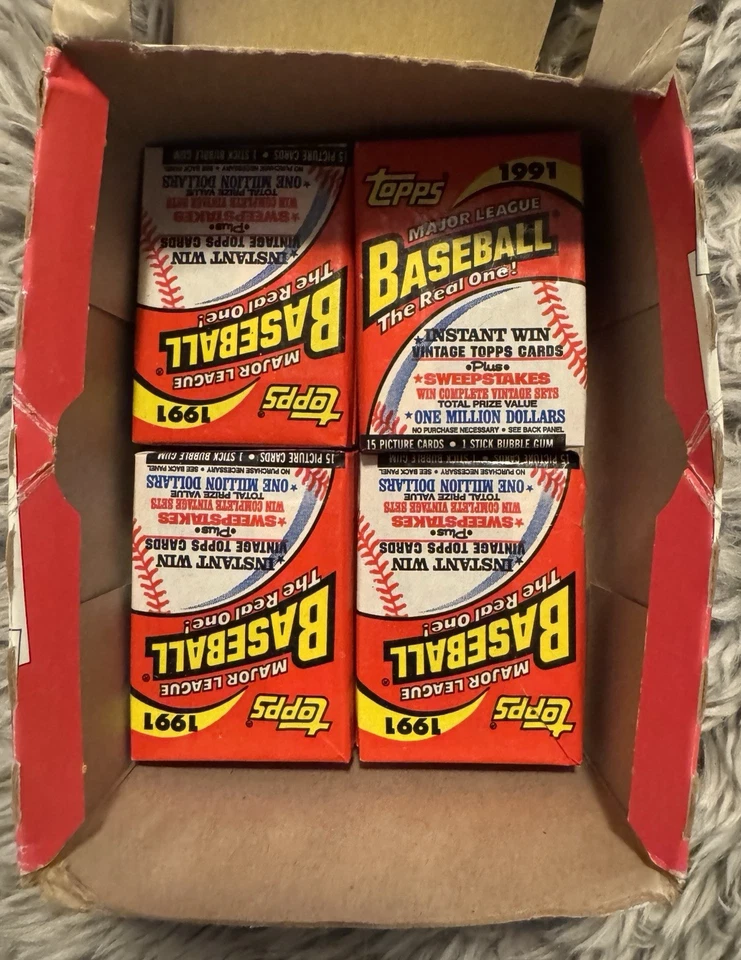 Topps 1991
MAJOR LEAGUE
BASEBALL®
The Real One!
★INSTANT WIN
VINTAGE TOPPS CARDS
•Plus•
★SWEEPSTAKES
WIN COMPLETE VINTAGE SETS
TOTAL PRIZE VALUE
★ONE MILLION DOLLARS
NO PURCHASE NECESSARY • SEE BACK PANEL
15 PICTURE CARDS • 1 STICK BUBBLE GUM
Topps 1991
MAJOR LEAGUE
BASEBALL®
The Real One!
★INSTANT WIN
VINTAGE TOPPS CARDS
•Plus•
★SWEEPSTAKES
WIN COMPLETE VINTAGE SETS
TOTAL PRIZE VALUE
★ONE MILLION DOLLARS
NO PURCHASE NECESSARY • SEE BACK PANEL
15 PICTURE CARDS • 1 STICK BUBBLE GUM
Topps 1991
MAJOR LEAGUE
BASEBALL®
The Real One!
★INSTANT WIN
VINTAGE TOPPS CARDS
•Plus•
★SWEEPSTAKES
WIN COMPLETE VINTAGE SETS
TOTAL PRIZE VALUE
★ONE MILLION DOLLARS
NO PURCHASE NECESSARY • SEE BACK PANEL
15 PICTURE CARDS • 1 STICK BUBBLE GUM
Topps 1991
MAJOR LEAGUE
BASEBALL®
The Real One!
★INSTANT WIN
VINTAGE TOPPS CARDS
•Plus•
★SWEEPSTAKES
WIN COMPLETE VINTAGE SETS
TOTAL PRIZE VALUE
★ONE MILLION DOLLARS
NO PURCHASE NECESSARY • SEE BACK PANEL
15 PICTURE CARDS • 1 STICK BUBBLE GUM